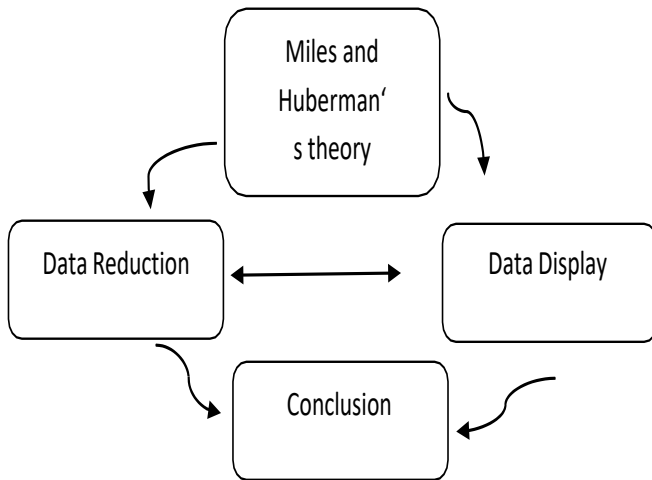 Miles and
Huberman‘
s theory
Data Reduction
Data Display
Conclusion